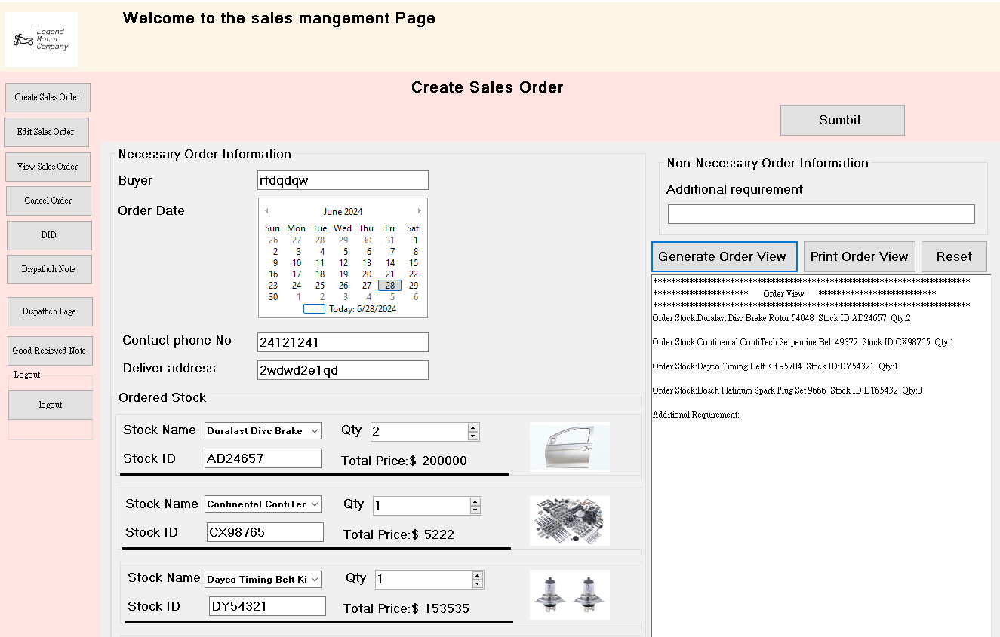 Welcome to the sales mangement Page
Legend
Motor
Company
Create Sales Order
Sumbit
Create Sales Order
Edit Sales Order
View Sales Order
Cancel Order
DID
Dispathch Note
Dispathch Page
Good Recieved Note
Logout
logout
Necessary Order Information
Buyer
rfdqdqw
Order Date
June 2024
Sun Mon Tue Wed Thu Fri Sat
26 27 28 29 30 31 1
2 3 4 5 6 7 8
9 10 11 12 13 14 15
16 17 18 19 20 21 22
23 24 25 26 27 28 29
30 1 2 3 4 5 6
Today: 6/28/2024
Contact phone No
24121241
Deliver address
2wdwd2e1qd
Ordered Stock
Stock Name Duralast Disc Brake Qty 2
Stock ID AD24657 Total Price:$ 200000
Stock Name Continental ContiTec Qty 1
Stock ID CX98765 Total Price:$ 5222
Stock Name Dayco Timing Belt Ki Qty 1
Stock ID DY54321 Total Price:$ 153535
Non-Necessary Order Information
Additional requirement
Generate Order View Print Order View Reset
**********************************************************************
********************* Order View **************************
**********************************************************************
Order Stock:Duralast Disc Brake Rotor 54048 Stock ID:AD24657 Qty:2
Order Stock:Continental ContiTech Serpentine Belt 49372 Stock ID:CX98765 Qty:1
Order Stock:Dayco Timing Belt Kit 95784 Stock ID:DY54321 Qty:1
Order Stock:Bosch Platinum Spark Plug Set 9666 Stock ID:BT65432 Qty:0
Additional Requirement: